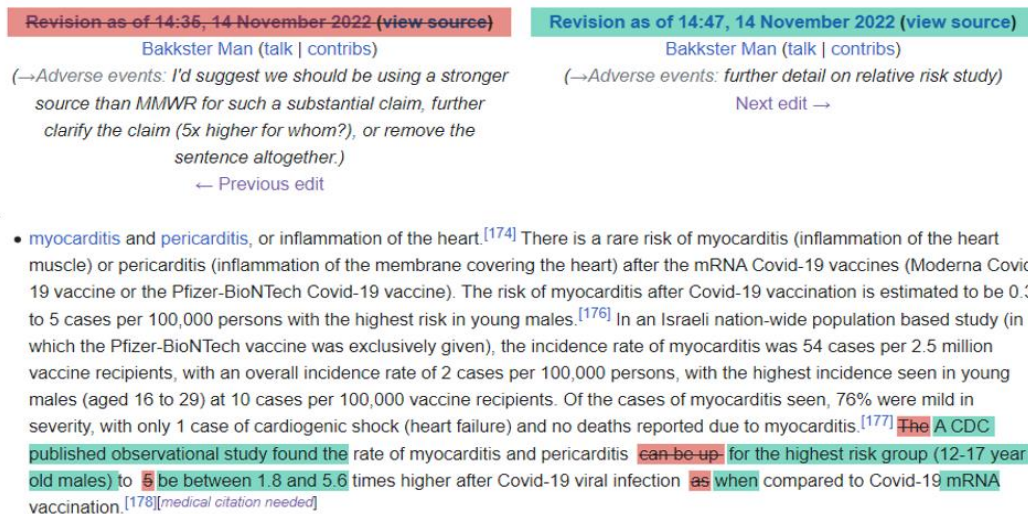 Revision as of 14:35, 14 November 2022 (view source)
Bakkster Man (talk | contribs)
(→Adverse events: I'd suggest we should be using a stronger
source than MMWR for such a substantial claim, further
clarify the claim (5x higher for whom?), or remove the
sentence altogether.)
← Previous edit
Revision as of 14:47, 14 November 2022 (view source)
Bakkster Man (talk | contribs)
(→Adverse events: further detail on relative risk study)
Next edit →
• myocarditis and pericarditis, or inflammation of the heart.[174] There is a rare risk of myocarditis (inflammation of the heart
muscle) or pericarditis (inflammation of the membrane covering the heart) after the mRNA Covid-19 vaccines (Moderna Covid
19 vaccine or the Pfizer-BioNTech Covid-19 vaccine). The risk of myocarditis after Covid-19 vaccination is estimated to be 0.3
to 5 cases per 100,000 persons with the highest risk in young males.[176] In an Israeli nation-wide population based study (in
which the Pfizer-BioNTech vaccine was exclusively given), the incidence rate of myocarditis was 54 cases per 2.5 million
vaccine recipients, with an overall incidence rate of 2 cases per 100,000 persons, with the highest incidence seen in young
males (aged 16 to 29) at 10 cases per 100,000 vaccine recipients. Of the cases of myocarditis seen, 76% were mild in
severity, with only 1 case of cardiogenic shock (heart failure) and no deaths reported due to myocarditis.[177] The A CDC
published observational study found the rate of myocarditis and pericarditis can be up for the highest risk group (12-17 year
old males) to 5 be between 1.8 and 5.6 times higher after Covid-19 viral infection as when compared to Covid-19 mRNA
vaccination.[178][medical citation needed]